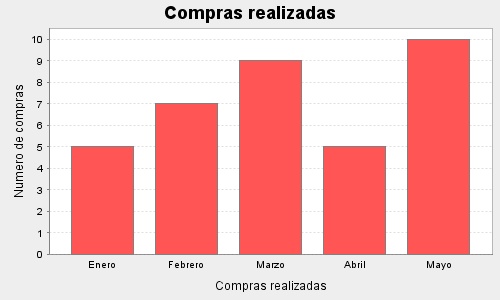 Compras realizadas
Numero de compras
10
9
8
7
6
5
4
3
2
1
0
Enero Febrero Marzo Abril Mayo
Compras realizadas